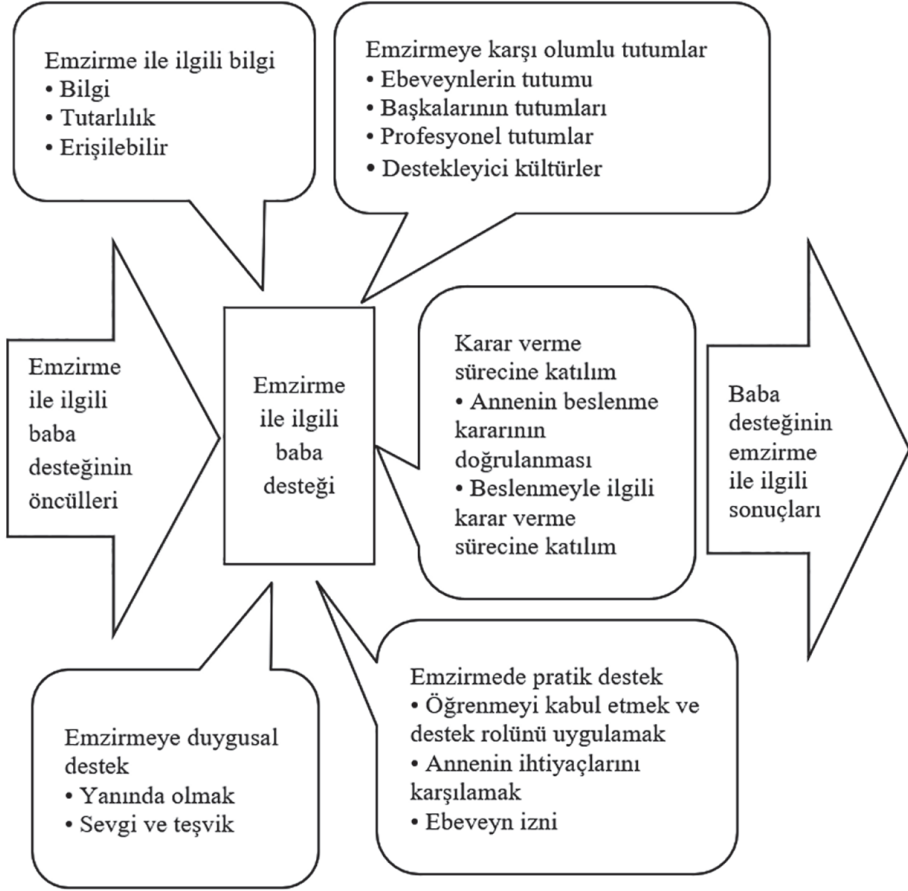 Emzirme ile ilgili bilgi
• Bilgi
• Tutarlılık
• Erişilebilir
Emzirmeye karşı olumlu tutumlar
• Ebeveynlerin tutumu
• Başkalarının tutumları
• Profesyonel tutumlar
• Destekleyici kültürler
Emzirme
ile ilgili
baba
desteğinin
öncülleri
Emzirme
ile ilgili
baba
desteği
Karar verme
sürecine katılım
• Annenin beslenme
kararının
doğrulanması
• Beslenmeyle ilgili
karar verme
sürecine katılım
Baba
desteğinin
emzirme
ile ilgili
sonuçları
Emzirmeye duygusal
destek
• Yanında olmak
• Sevgi ve teşvik
Emzirmede pratik destek
• Öğrenmeyi kabul etmek ve
destek rolünü uygulamak
• Annenin ihtiyaçlarını
karşılamak
• Ebeveyn izni